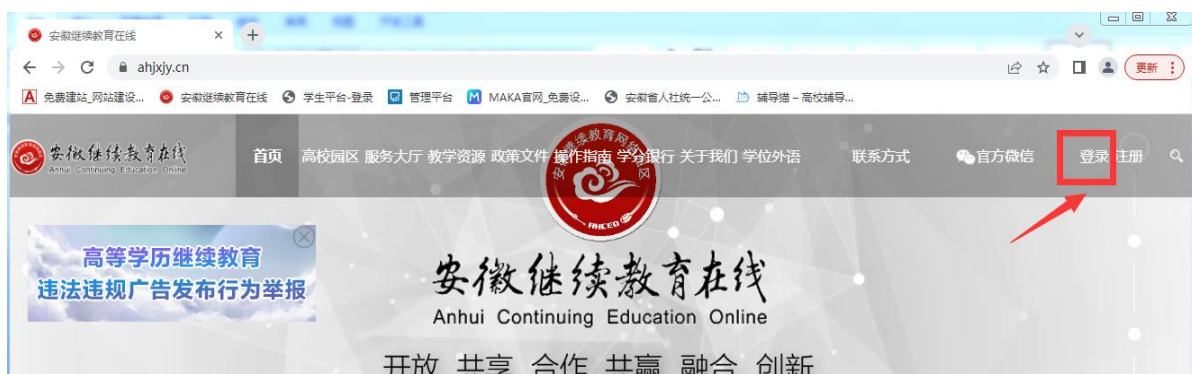 安徽继续教育在线
ahjxjy.cn
更新
免费建站_网站建设... 安徽继续教育在线 学生平台-登录 管理平台 MAKA官网_免费设... 安徽省人社统一公... 辅导猫 – 高校辅导...
安徽继续教育在线
Anhui Continuing Education Online
首页 高校园区 服务大厅 教学资源 政策文件 操作指南 学分银行 关于我们 学位外语 联系方式 官方微信 登录 注册
AHCEO
高等学历继续教育
违法违规广告发布行为举报
安徽继续教育在线
Anhui Continuing Education Online
开放 共享 合作 共赢 融合 创新